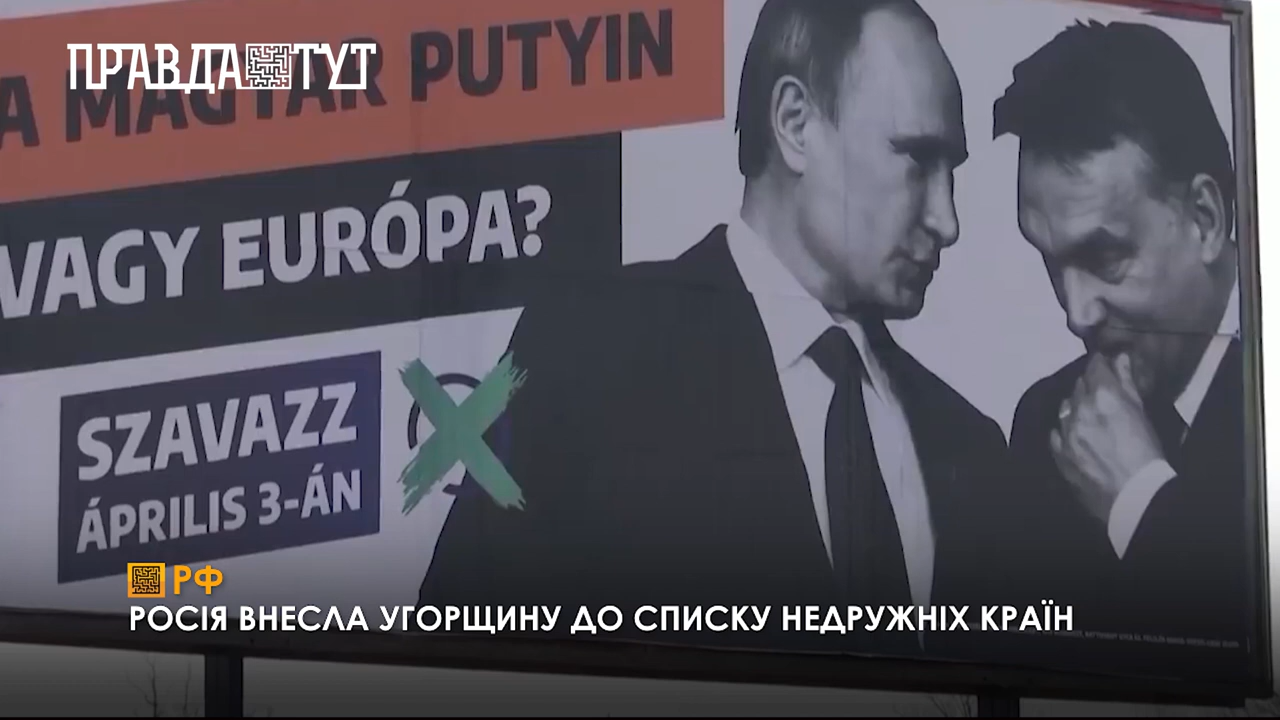 ПРАВДА ТУТ
A MAGYAR PUTYIN
VAGY EURÓPA?
SZAVAZZ
ÁPRILIS 3-ÁN
РФ
РОСІЯ ВНЕСЛА УГОРЩИНУ ДО СПИСКУ НЕДРУЖНІХ КРАЇН